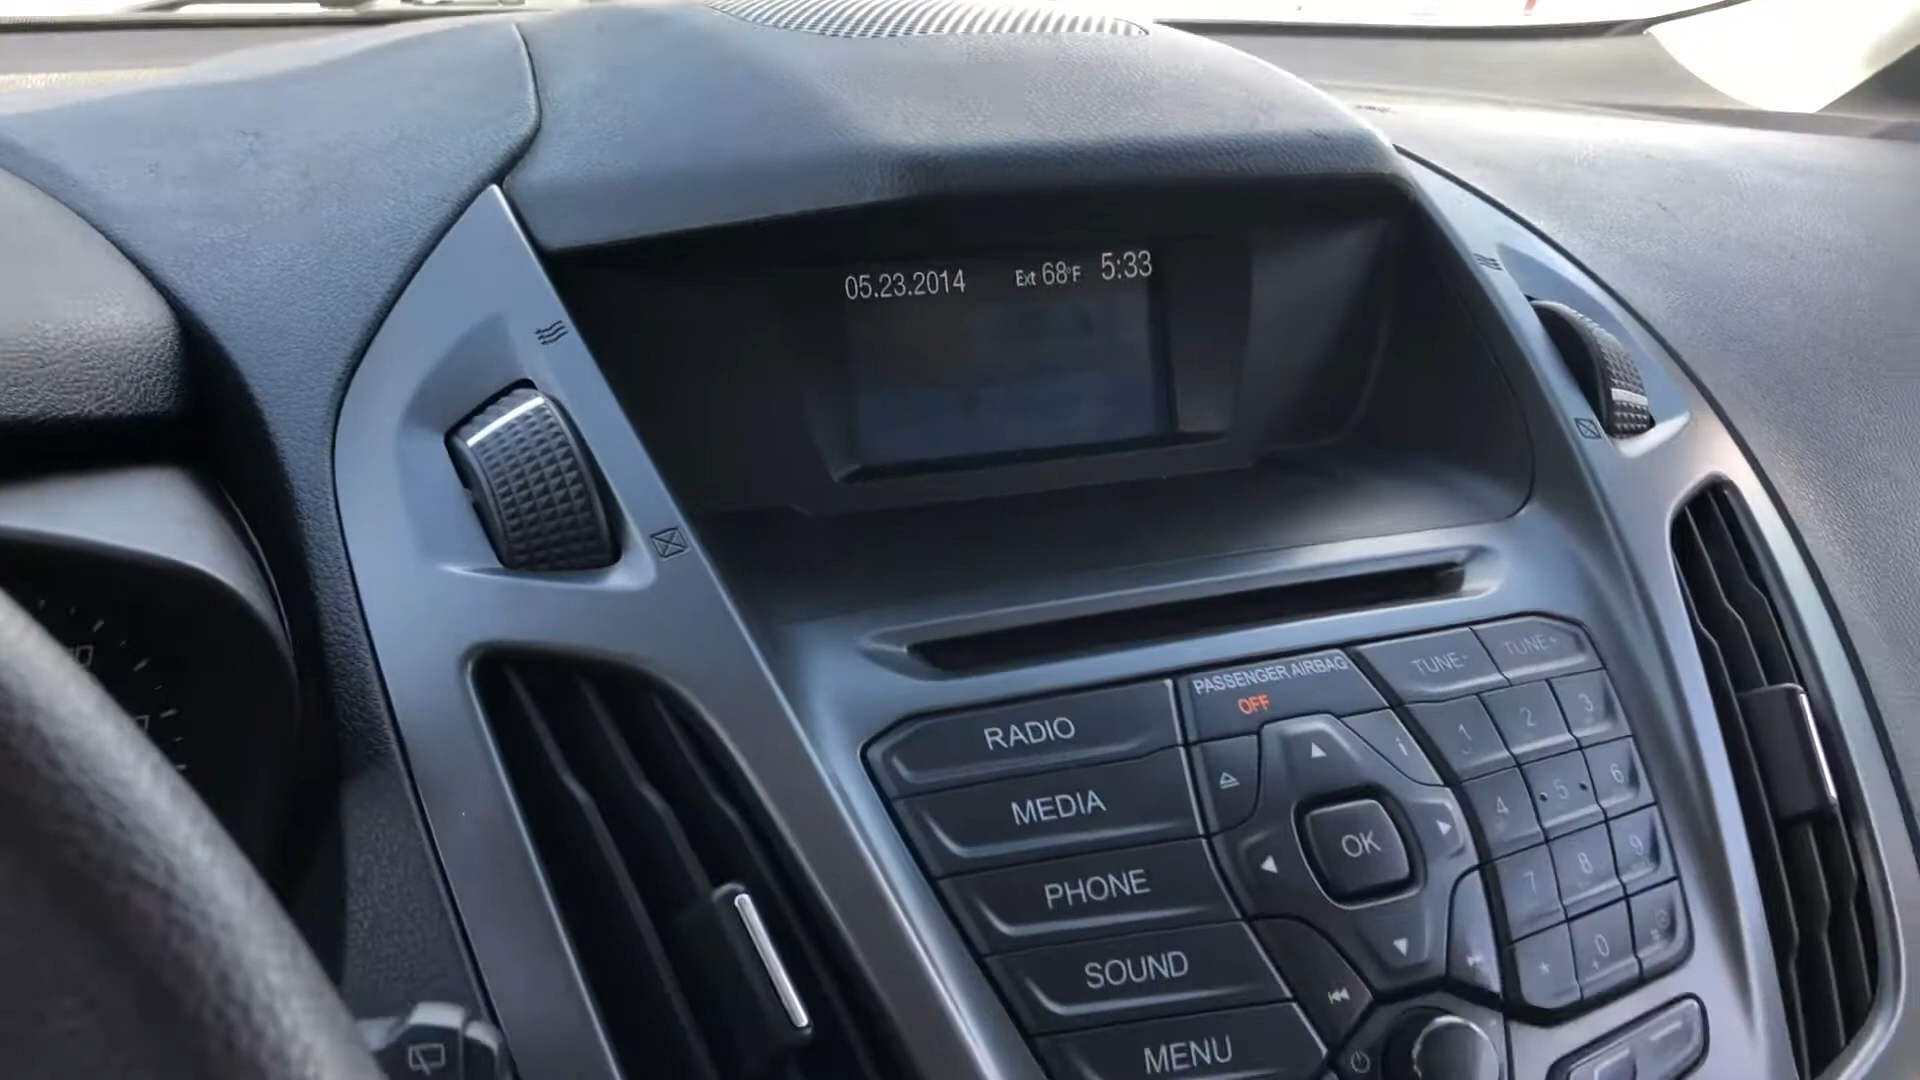 05.23.2014 Ext 68°F 5:33
PASSENGER AIRBAG
OFF
TUNE-
TUNE+
RADIO
MEDIA
PHONE
SOUND
MENU
i
OK
1 2 3
4 5 6
7 8 9
* 0